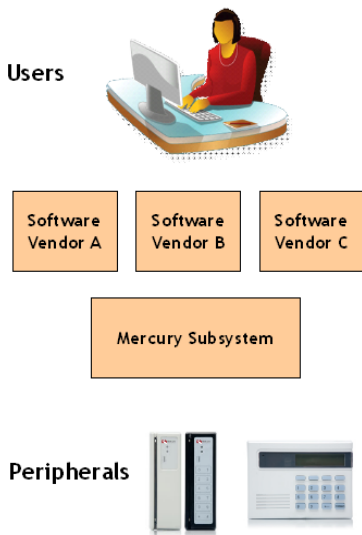 Users
Software
Vendor A
Software
Vendor B
Software
Vendor C
Mercury Subsystem
Peripherals